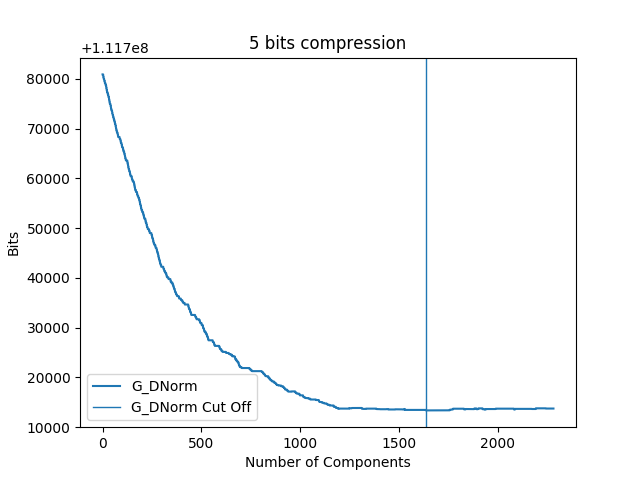 5 bits compression
+1.117e8
80000
70000
60000
50000
40000
30000
20000
10000
Bits
G_DNorm
G_DNorm Cut Off
0 500 1000 1500 2000
Number of Components